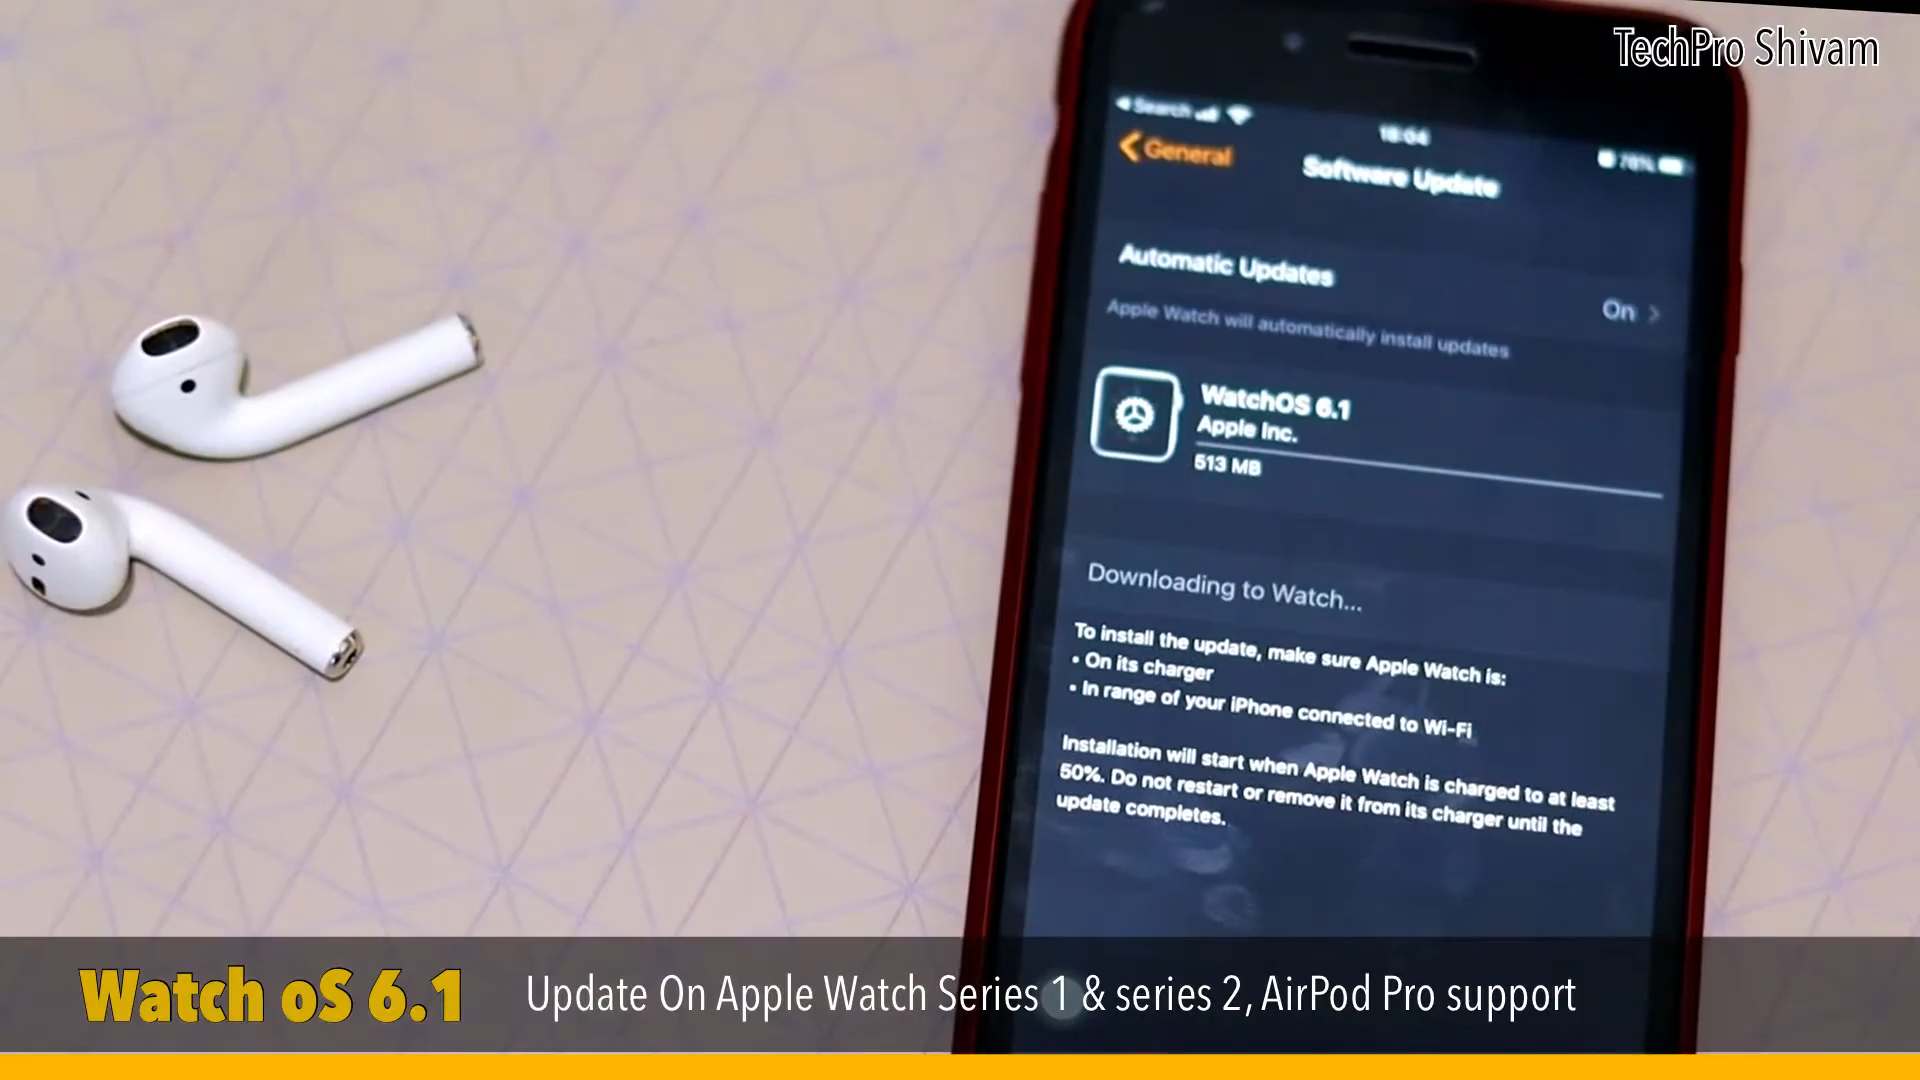 TechPro Shivam
Search
18:04
78%
General
Software Update
Automatic Updates
On
Apple Watch will automatically install updates
WatchOS 6.1
Apple Inc.
513 MB
Downloading to Watch...
To install the update, make sure Apple Watch is:
• On its charger
• In range of your iPhone connected to Wi-Fi
Installation will start when Apple Watch is charged to at least
50%. Do not restart or remove it from its charger until the
update completes.
Watch oS 6.1
Update On Apple Watch Series 1 & series 2, AirPod Pro support